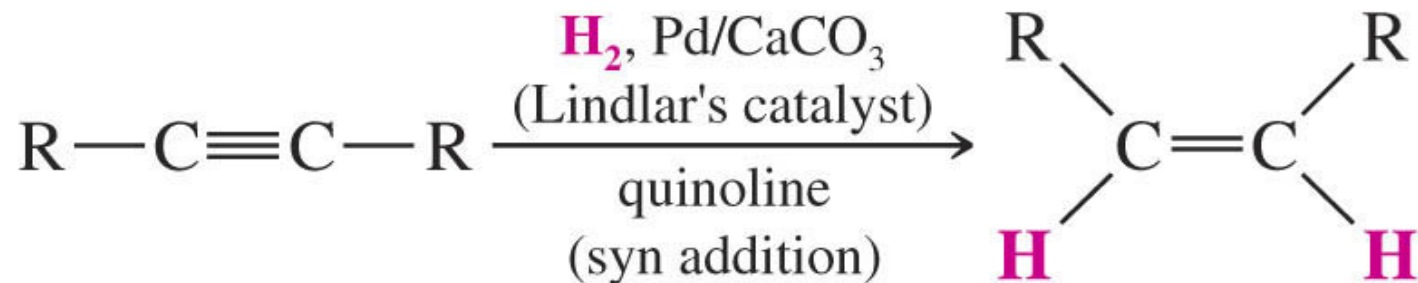 H₂, Pd/CaCO₃
(Lindlar's catalyst)
R—C≡C—R
quinoline
(syn addition)
R R
C=C
H H